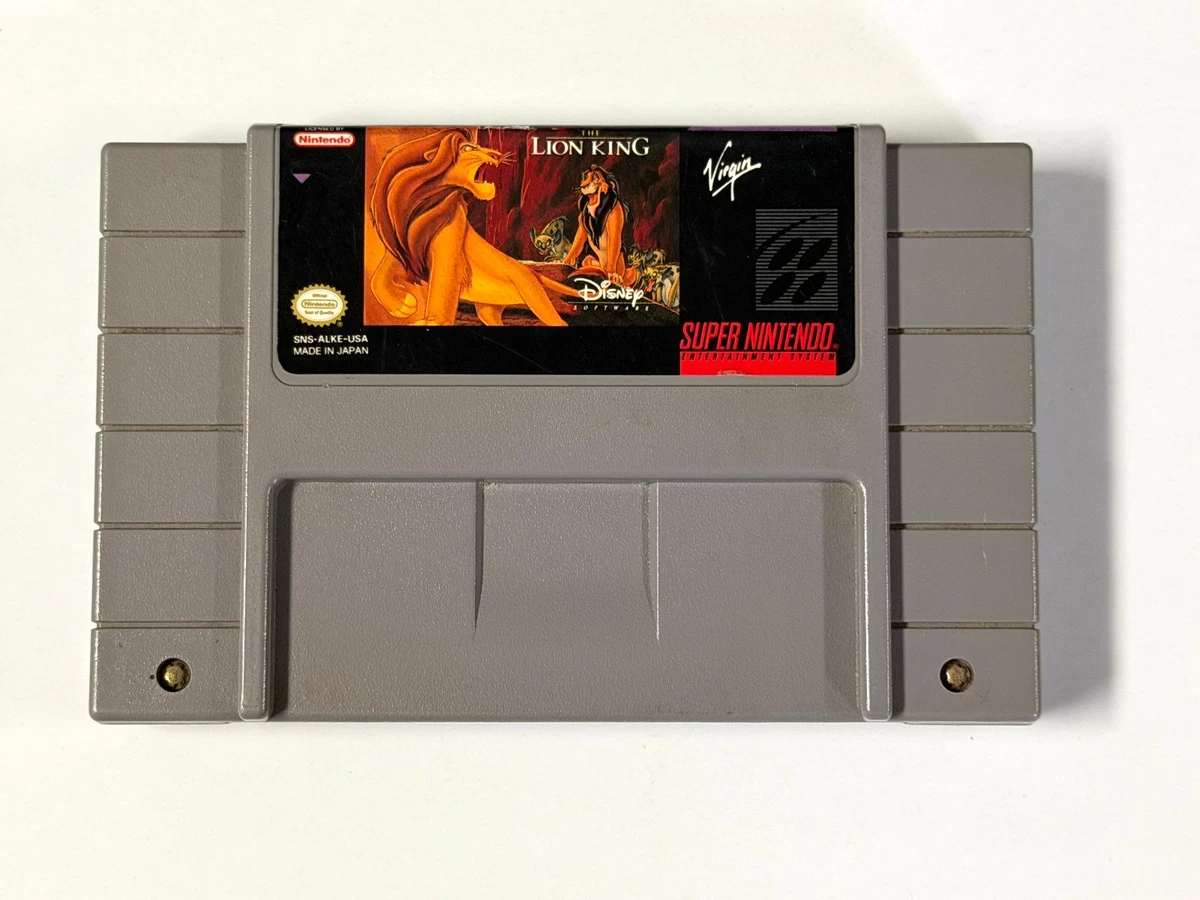 LICENSED BY
Nintendo
THE
LION KING
Virgin
Disney
SOFTWARE
Official
Nintendo
Seal of Quality
SNS-ALKE-USA
MADE IN JAPAN
SUPER NINTENDO
ENTERTAINMENT SYSTEM